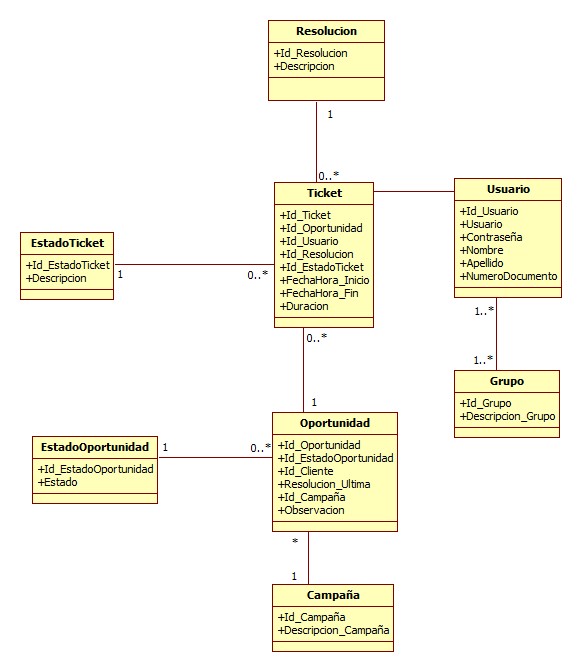 Resolucion
+Id_Resolucion
+Descripcion
1
0..*
Ticket
+Id_Ticket
+Id_Oportunidad
+Id_Usuario
+Id_Resolucion
+Id_EstadoTicket
+FechaHora_Inicio
+FechaHora_Fin
+Duracion
Usuario
+Id_Usuario
+Usuario
+Contraseña
+Nombre
+Apellido
+NumeroDocumento
EstadoTicket
+Id_EstadoTicket
+Descripcion
1
0..*
1..*
1..*
0..*
1
Grupo
+Id_Grupo
+Descripcion_Grupo
Oportunidad
+Id_Oportunidad
+Id_EstadoOportunidad
+Id_Cliente
+Resolucion_Ultima
+Id_Campaña
+Observacion
EstadoOportunidad
+Id_EstadoOportunidad
+Estado
1
0..*
*
1
Campaña
+Id_Campaña
+Descripcion_Campaña